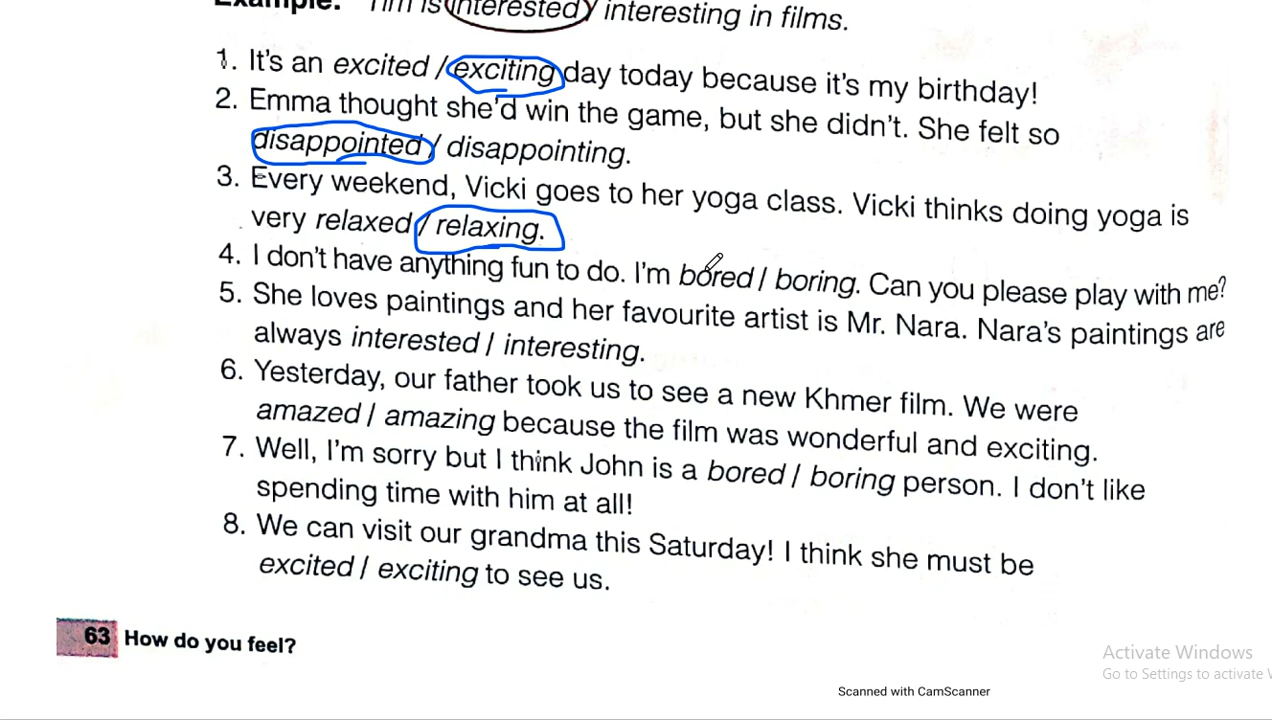 Example: Tim is interested / interesting in films.
1. It's an excited / exciting day today because it's my birthday!
2. Emma thought she'd win the game, but she didn't. She felt so
disappointed / disappointing.
3. Every weekend, Vicki goes to her yoga class. Vicki thinks doing yoga is
very relaxed / relaxing.
4. I don't have anything fun to do. I'm bored / boring. Can you please play with me?
5. She loves paintings and her favourite artist is Mr. Nara. Nara's paintings are
always interested / interesting.
6. Yesterday, our father took us to see a new Khmer film. We were
amazed / amazing because the film was wonderful and exciting.
7. Well, I'm sorry but I think John is a bored / boring person. I don't like
spending time with him at all!
8. We can visit our grandma this Saturday! I think she must be
excited / exciting to see us.
63 How do you feel?
Activate Windows
Go to Settings to activate W
Scanned with CamScanner